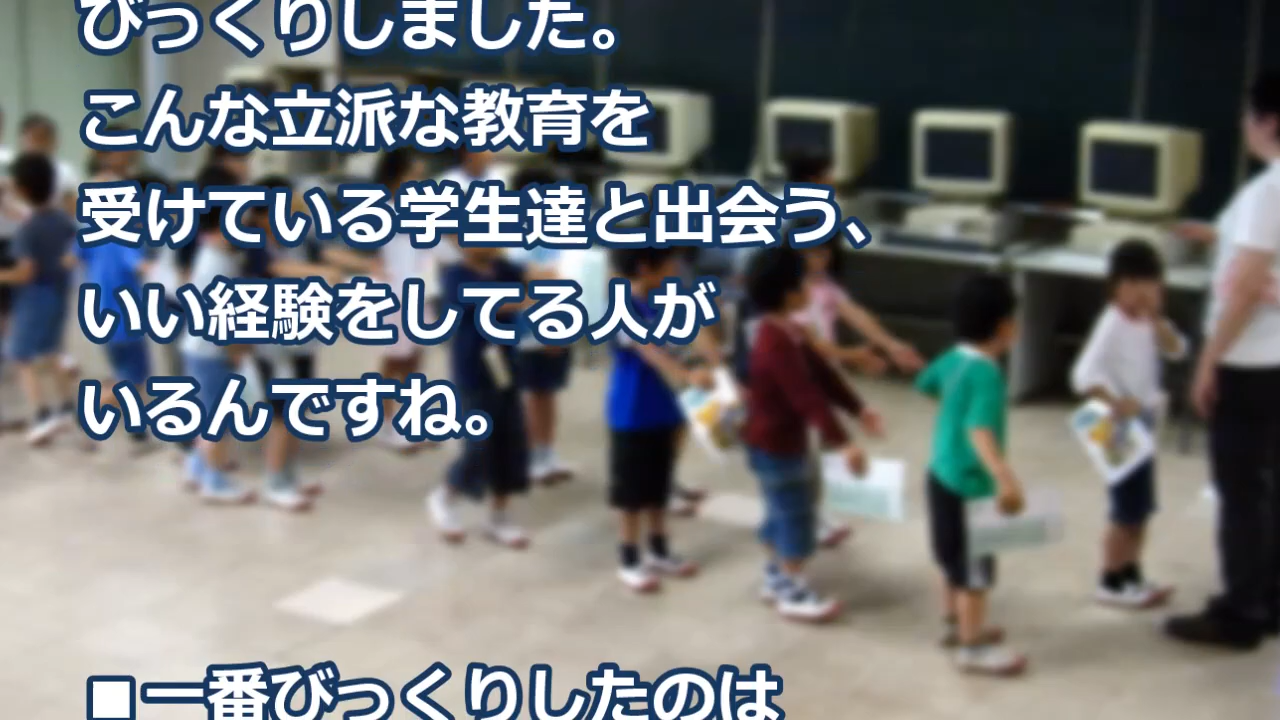 びっくりしました。
こんな立派な教育を
受けている学生達と出会う、
いい経験をしてる人が
いるんですね。
■一番びっくりしたのは